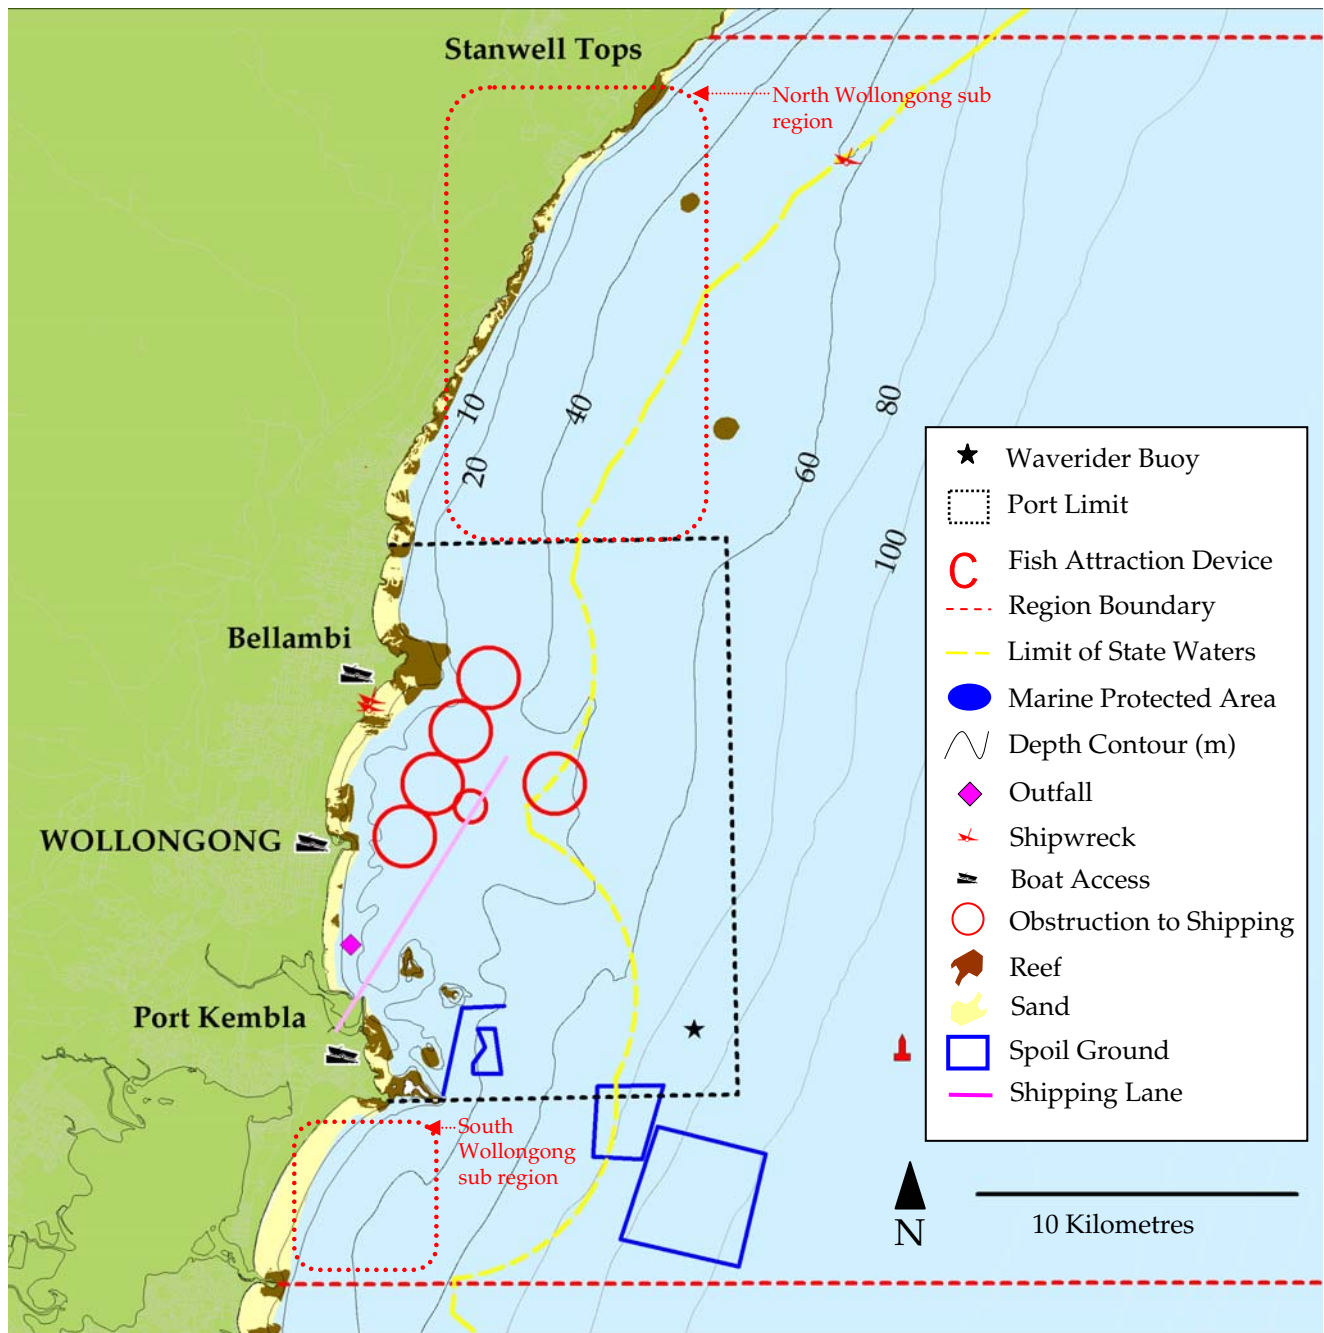 Stanwell Tops
North Wollongong sub
region
10
40
80
20
60
100
Bellambi
WOLLONGONG
Port Kembla
South
Wollongong
sub region
Waverider Buoy
Port Limit
C Fish Attraction Device
Region Boundary
Limit of State Waters
Marine Protected Area
Depth Contour (m)
Outfall
Shipwreck
Boat Access
Obstruction to Shipping
Reef
Sand
Spoil Ground
Shipping Lane
N
10 Kilometres